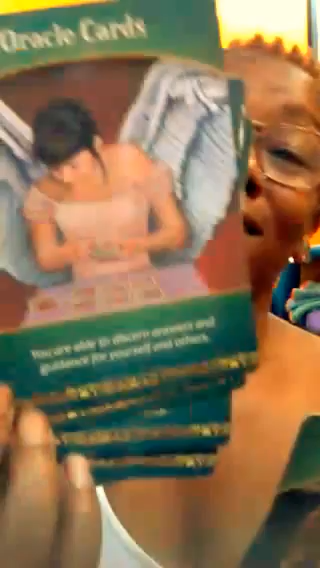 Oracle Cards
You are able to discern answers and
guidance for yourself and others.